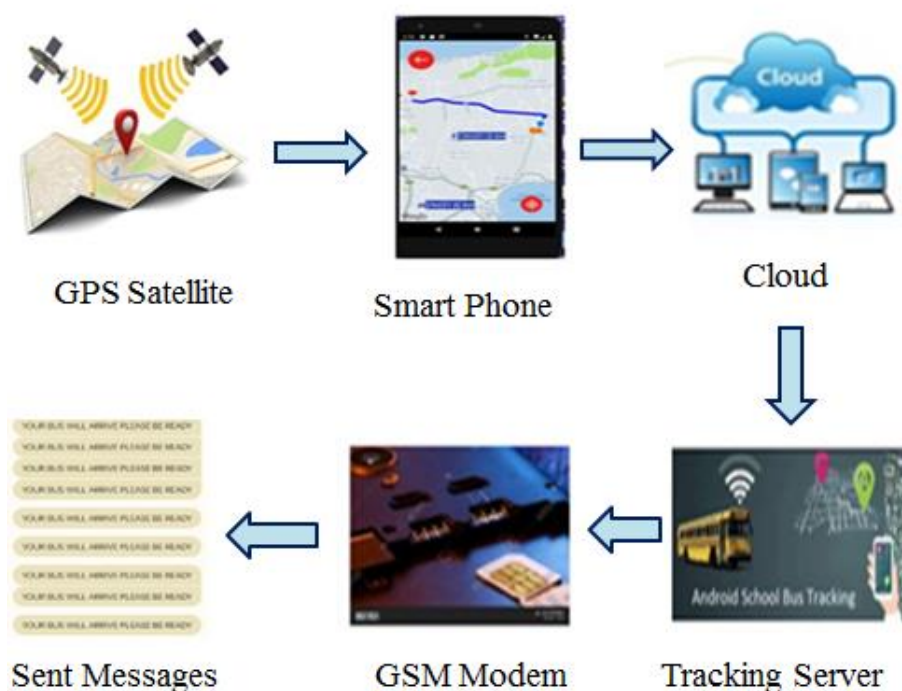 Cloud
GPS Satellite
Smart Phone
Cloud
YOUR BUS WILL ARRIVE PLEASE BE READY
YOUR BUS WILL ARRIVE PLEASE BE READY
YOUR BUS WILL ARRIVE PLEASE BE READY
YOUR BUS WILL ARRIVE PLEASE BE READY
YOUR BUS WILL ARRIVE PLEASE BE READY
YOUR BUS WILL ARRIVE PLEASE BE READY
YOUR BUS WILL ARRIVE PLEASE BE READY
YOUR BUS WILL ARRIVE PLEASE BE READY
YOUR BUS WILL ARRIVE PLEASE BE READY
Android School Bus Tracking
Sent Messages
GSM Modem
Tracking Server